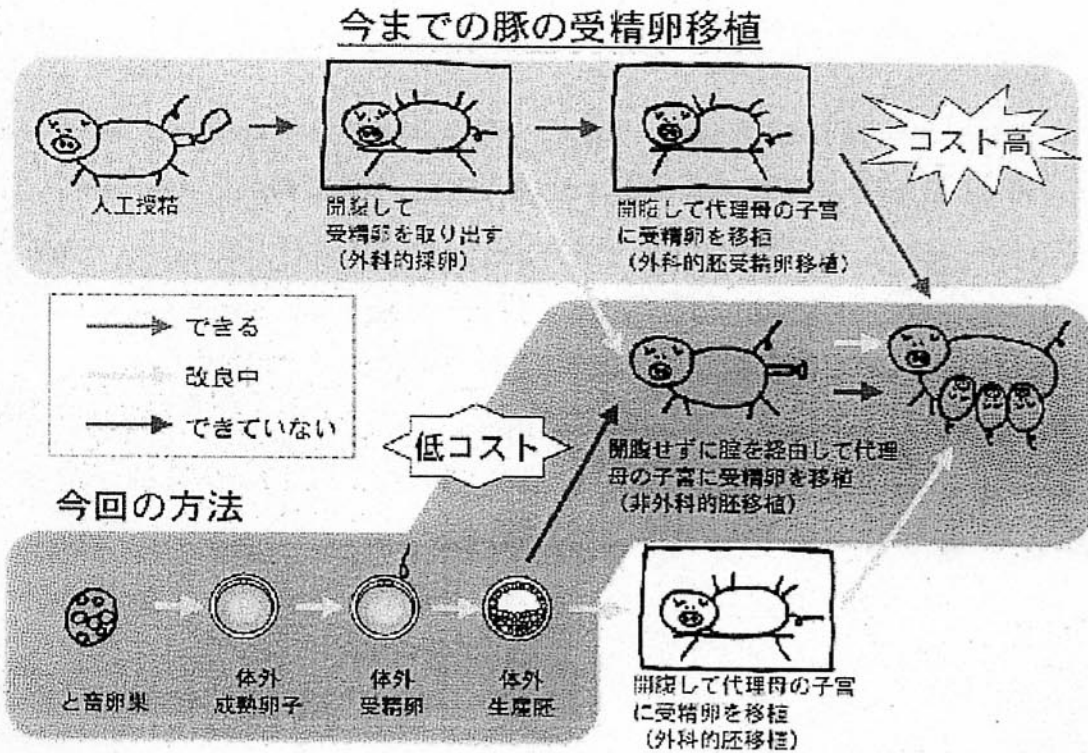 今までの豚の受精卵移植
人工授精
開腹して
受精卵を取り出す
（外科的採卵）
開腹して代理母の子宮
に受精卵を移植
（外科的胚受精卵移植）
コスト高
できる
改良中
できていない
低コスト
開腹せずに膣を経由して代理
母の子宮に受精卵を移植
（非外科的胚移植）
今回の方法
と畜卵巣
体外
成熟卵子
体外
受精卵
体外
生産胚
開腹して代理母の子宮
に受精卵を移植
（外科的胚移植）